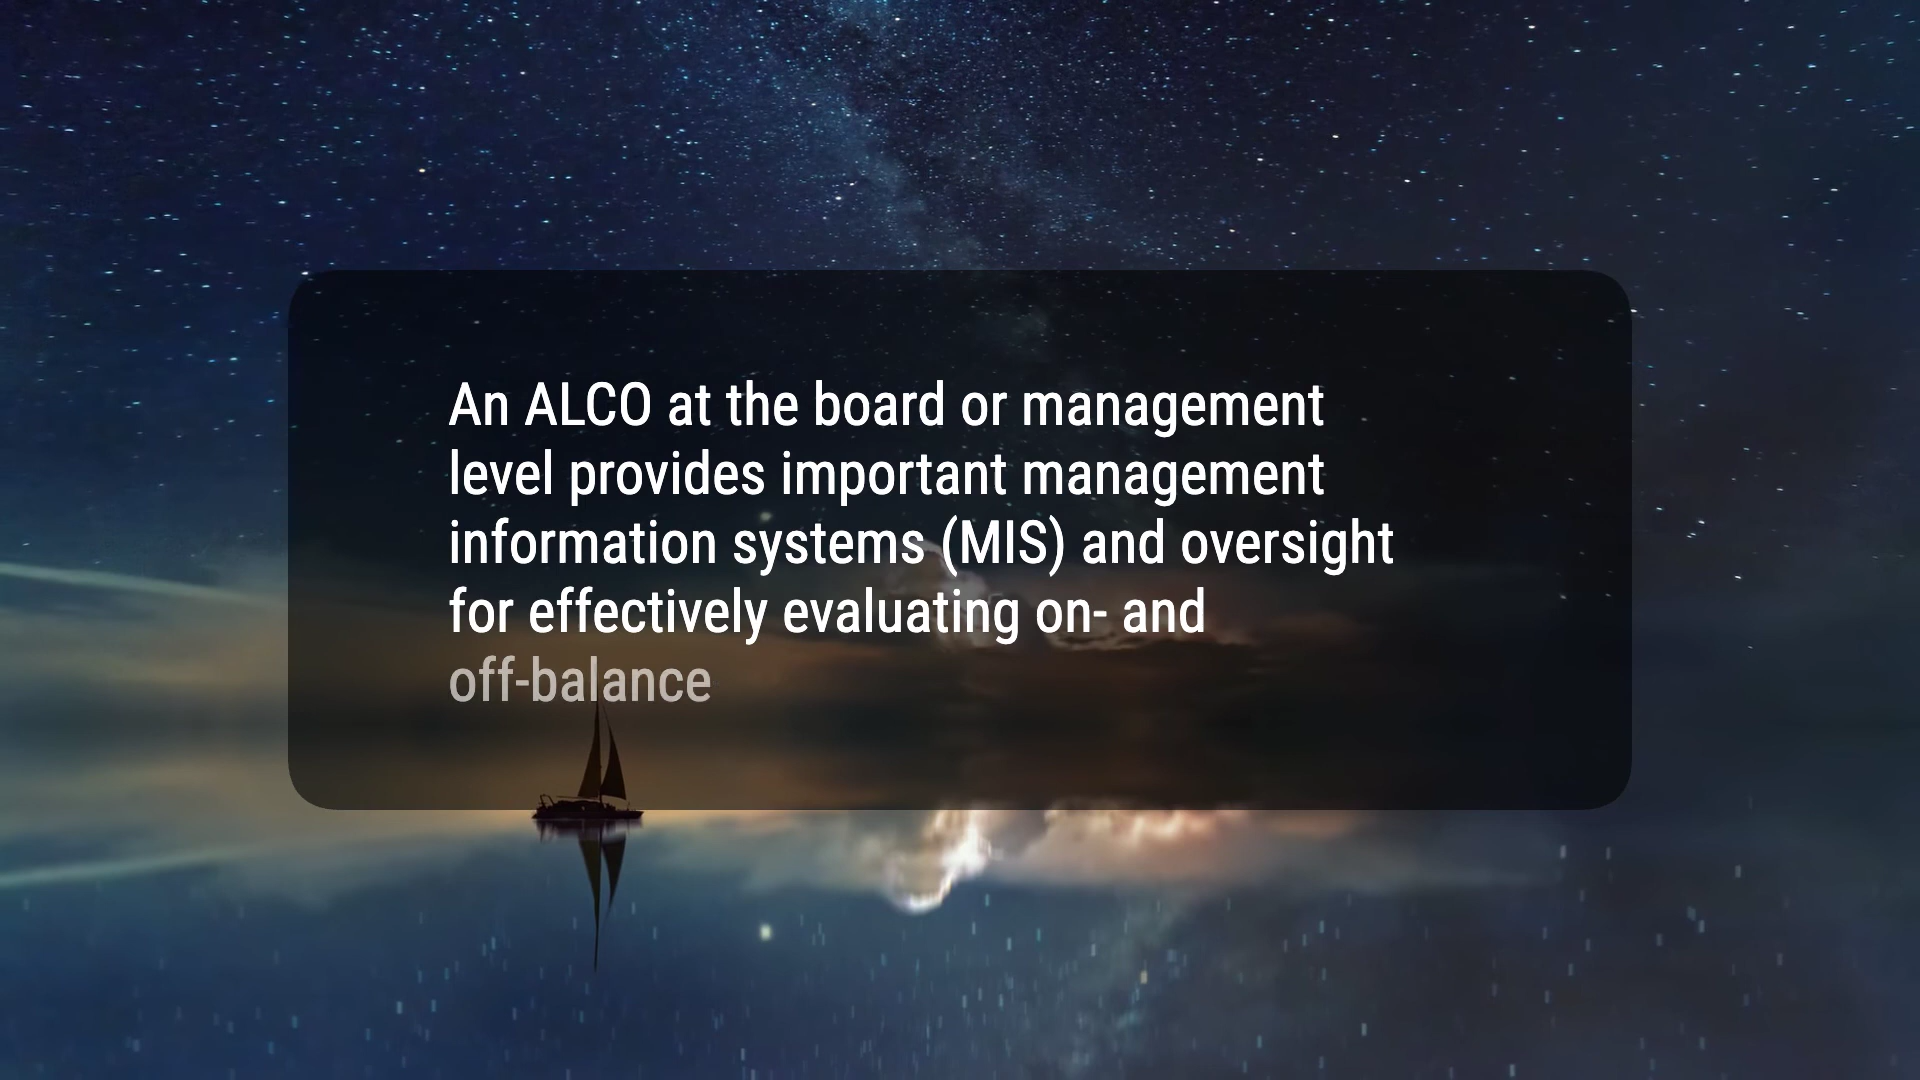 An ALCO at the board or management
level provides important management
information systems (MIS) and oversight
for effectively evaluating on- and
off-balance